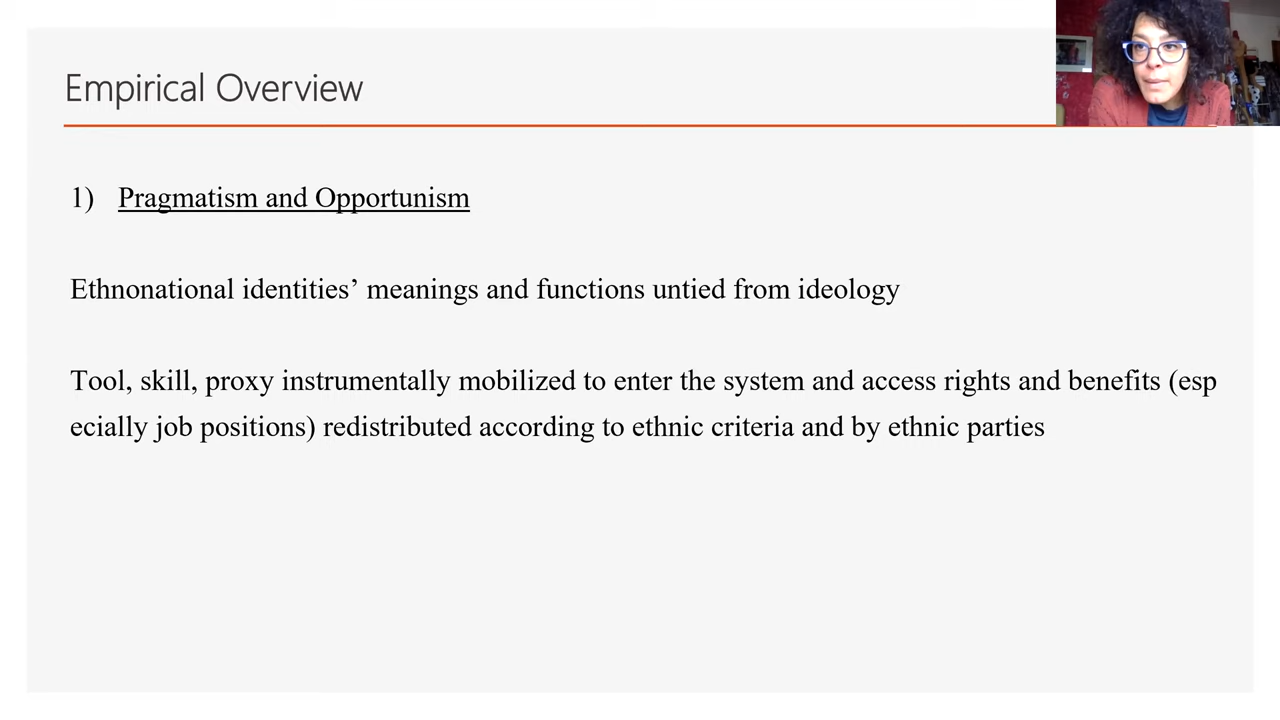 Empirical Overview
1) Pragmatism and Opportunism
Ethnonational identities’ meanings and functions untied from ideology
Tool, skill, proxy instrumentally mobilized to enter the system and access rights and benefits (esp
ecially job positions) redistributed according to ethnic criteria and by ethnic parties